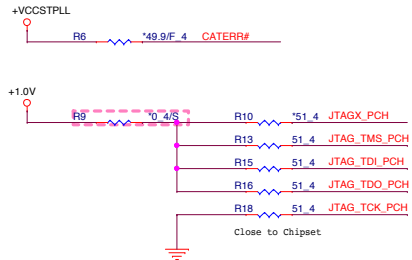 +VCCSTPLL
R6 *49.9/F_4 CATERR#
+1.0V
R9 *0_4/S R10 *51_4 JTAGX_PCH
R13 51_4 JTAG_TMS_PCH
R15 51_4 JTAG_TDI_PCH
R16 51_4 JTAG_TDO_PCH
R18 51_4 JTAG_TCK_PCH
Close to Chipset